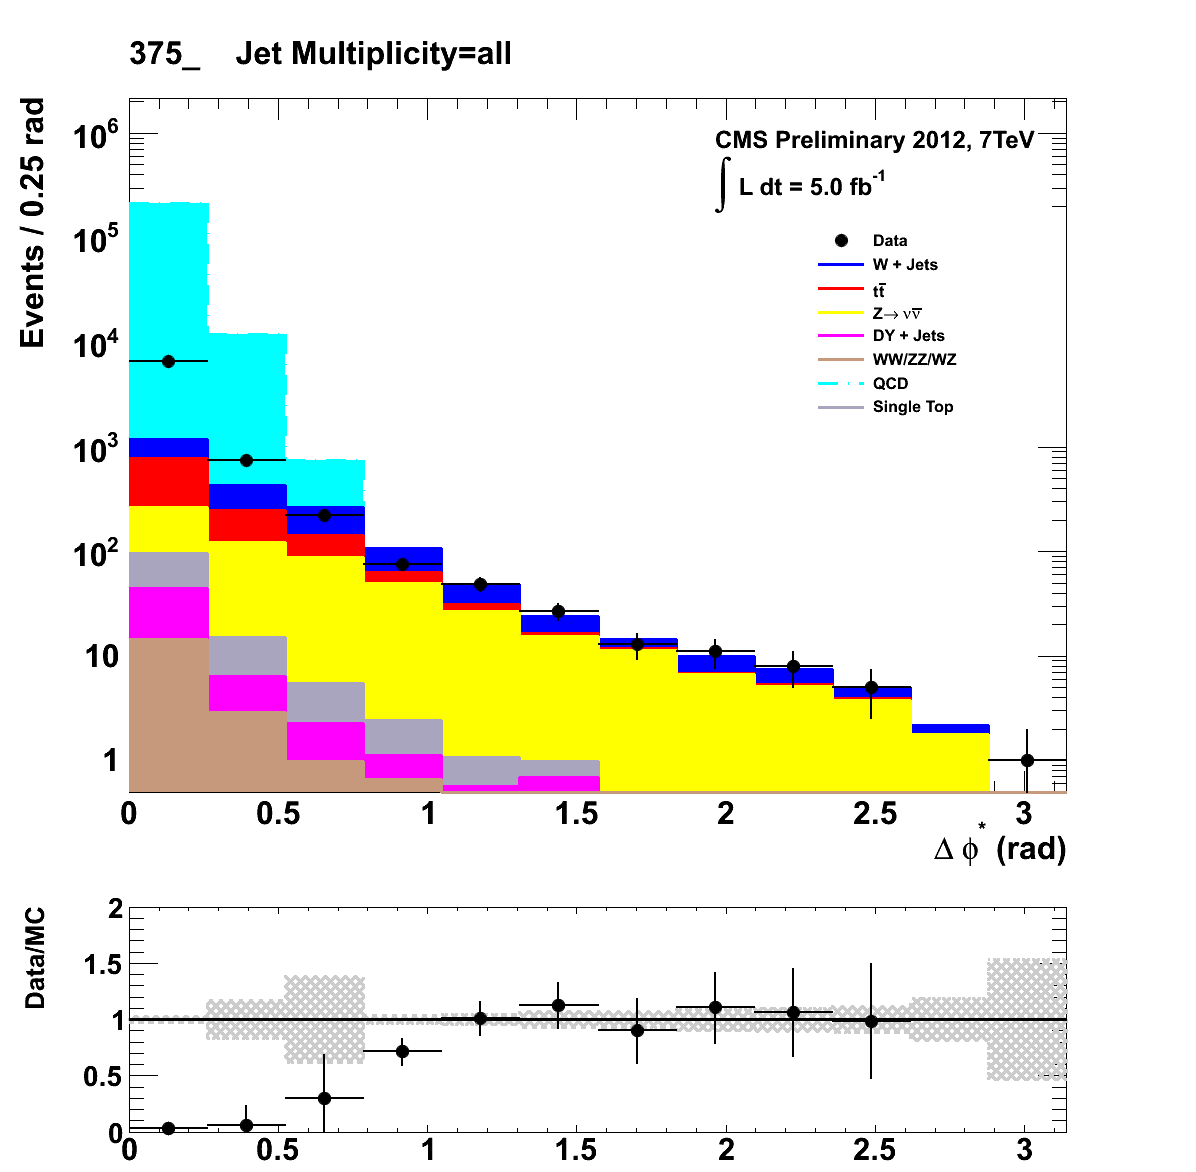 375_ Jet Multiplicity=all
Events / 0.25 rad
10⁶
10⁵
10⁴
10³
10²
10
1
CMS Preliminary 2012, 7TeV
∫ L dt = 5.0 fb⁻¹
Data
W + Jets
tt̅
Z→ νν̅
DY + Jets
WW/ZZ/WZ
QCD
Single Top
0 0.5 1 1.5 2 2.5 3
Δ ϕ* (rad)
Data/MC
2
1.5
1
0.5
0
0 0.5 1 1.5 2 2.5 3